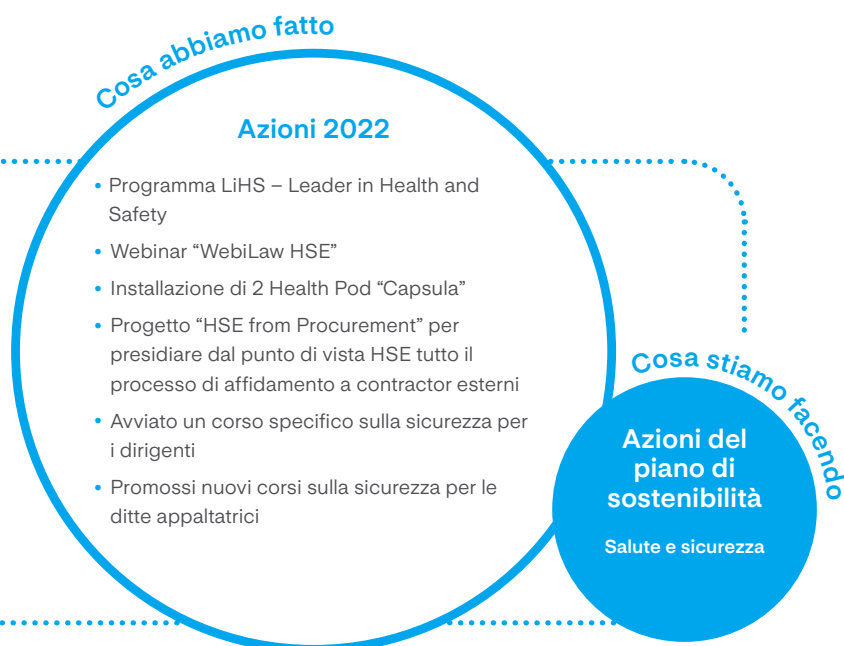 Cosa abbiamo fatto
Azioni 2022
• Programma LiHS – Leader in Health and
Safety
• Webinar “WebiLaw HSE”
• Installazione di 2 Health Pod “Capsula”
• Progetto “HSE from Procurement” per
presidiare dal punto di vista HSE tutto il
processo di affidamento a contractor esterni
• Avviato un corso specifico sulla sicurezza per
i dirigenti
• Promossi nuovi corsi sulla sicurezza per le
ditte appaltatrici
Cosa stiamo facendo
Azioni del
piano di
sostenibilità
Salute e sicurezza